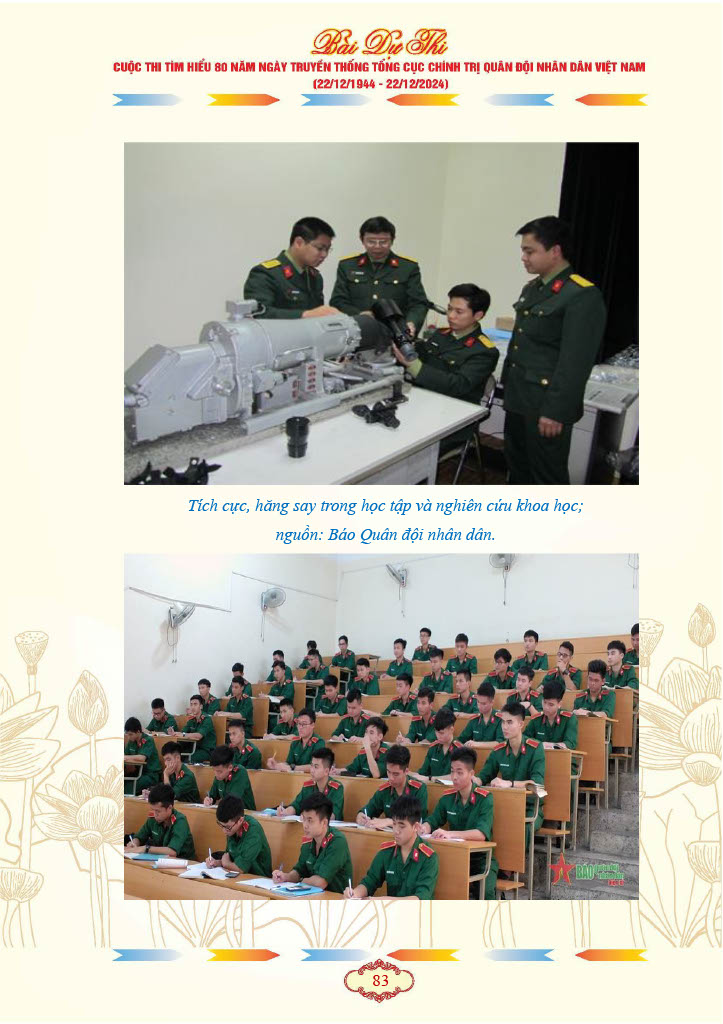 Bài Dự Thi
CUỘC THI TÌM HIỂU 80 NĂM NGÀY TRUYỀN THỐNG TỔNG CỤC CHÍNH TRỊ QUÂN ĐỘI NHÂN DÂN VIỆT NAM
(22/12/1944 - 22/12/2024)
Tích cực, hăng say trong học tập và nghiên cứu khoa học;
nguồn: Báo Quân đội nhân dân.
BÁO
83